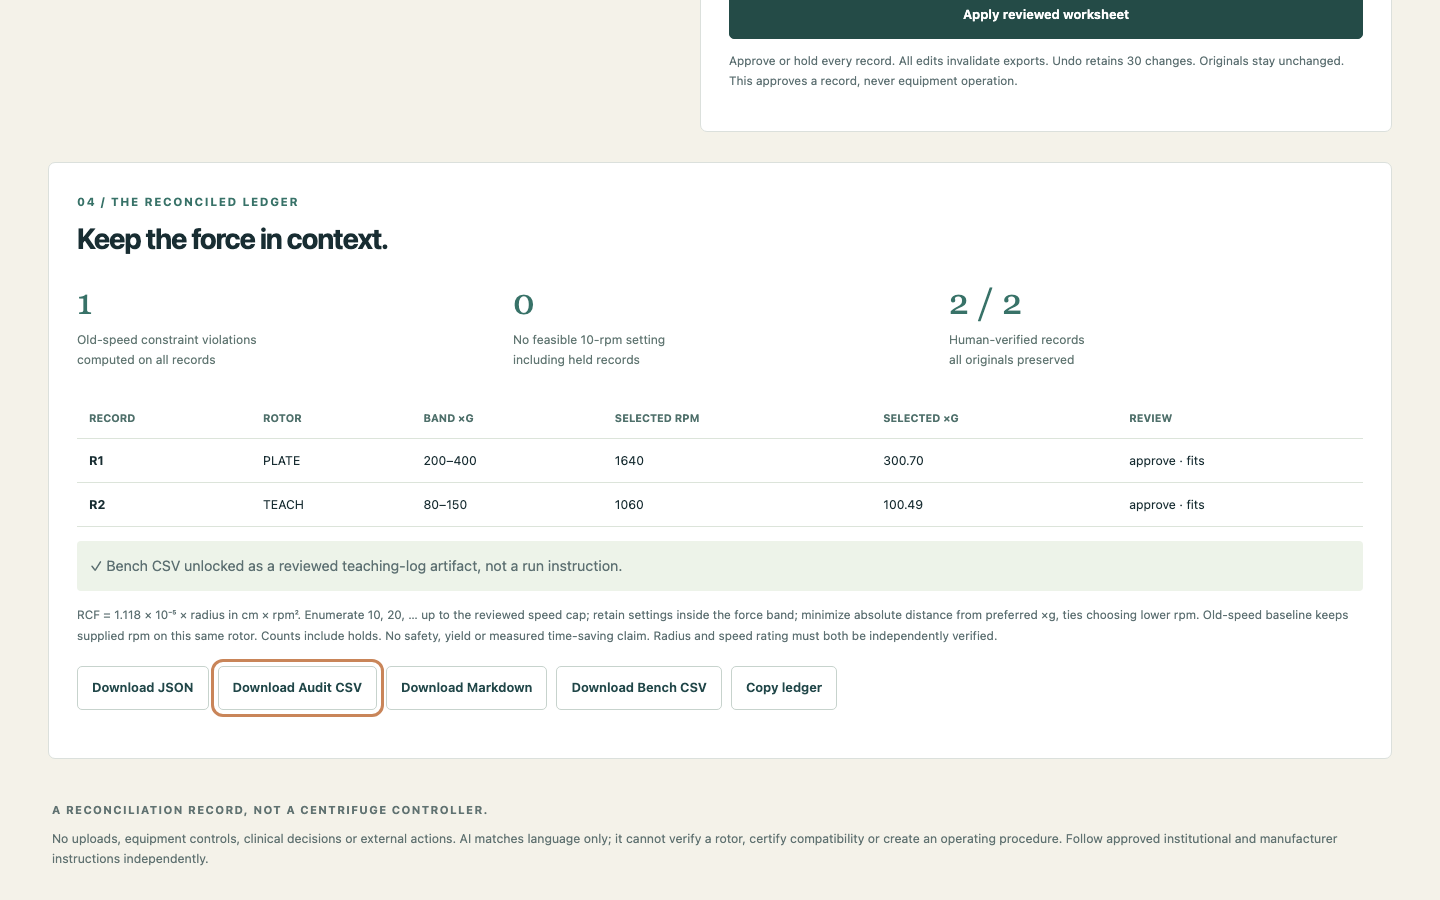 Apply reviewed worksheet
Approve or hold every record. All edits invalidate exports. Undo retains 30 changes. Originals stay unchanged.
This approves a record, never equipment operation.
04 / THE RECONCILED LEDGER
Keep the force in context.
1
Old-speed constraint violations
computed on all records
0
No feasible 10-rpm setting
including held records
2 / 2
Human-verified records
all originals preserved
RECORD ROTOR BAND ×G SELECTED RPM SELECTED ×G REVIEW
R1 PLATE 200–400 1640 300.70 approve · fits
R2 TEACH 80–150 1060 100.49 approve · fits
✓ Bench CSV unlocked as a reviewed teaching-log artifact, not a run instruction.
RCF = 1.118 × 10⁻⁵ × radius in cm × rpm². Enumerate 10, 20, … up to the reviewed speed cap; retain settings inside the force band; minimize absolute distance from preferred ×g, ties choosing lower rpm. Old-speed baseline keeps
supplied rpm on this same rotor. Counts include holds. No safety, yield or measured time-saving claim. Radius and speed rating must both be independently verified.
Download JSON Download Audit CSV Download Markdown Download Bench CSV Copy ledger
A RECONCILIATION RECORD, NOT A CENTRIFUGE CONTROLLER.
No uploads, equipment controls, clinical decisions or external actions. AI matches language only; it cannot verify a rotor, certify compatibility or create an operating procedure. Follow approved institutional and manufacturer
instructions independently.